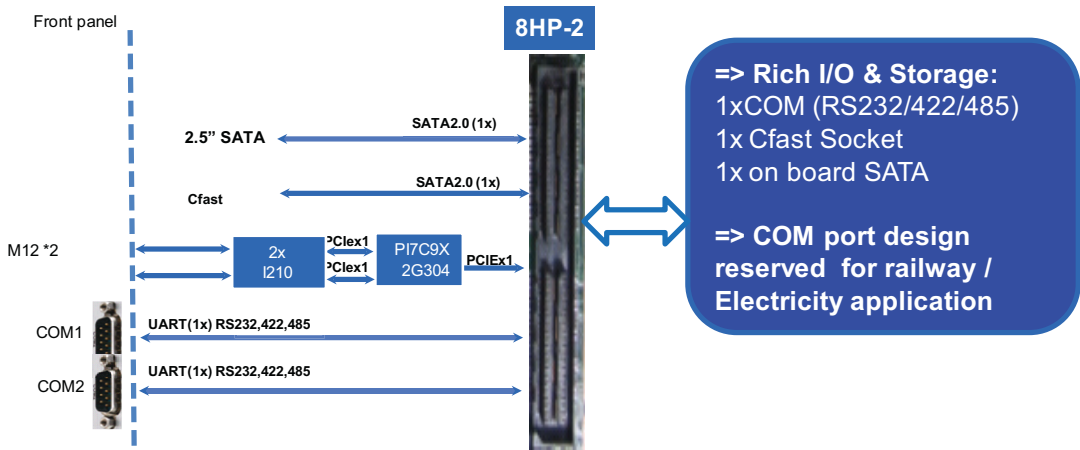 Front panel
8HP-2
=> Rich I/O & Storage:
1xCOM (RS232/422/485)
1x Cfast Socket
1x on board SATA
=> COM port design
reserved for railway /
Electricity application
2.5” SATA
SATA2.0 (1x)
Cfast
SATA2.0 (1x)
M12 *2
2x
I210
PCIex1
PCIex1
PI7C9X
2G304
PCIEx1
COM1
UART(1x) RS232,422,485
COM2
UART(1x) RS232,422,485